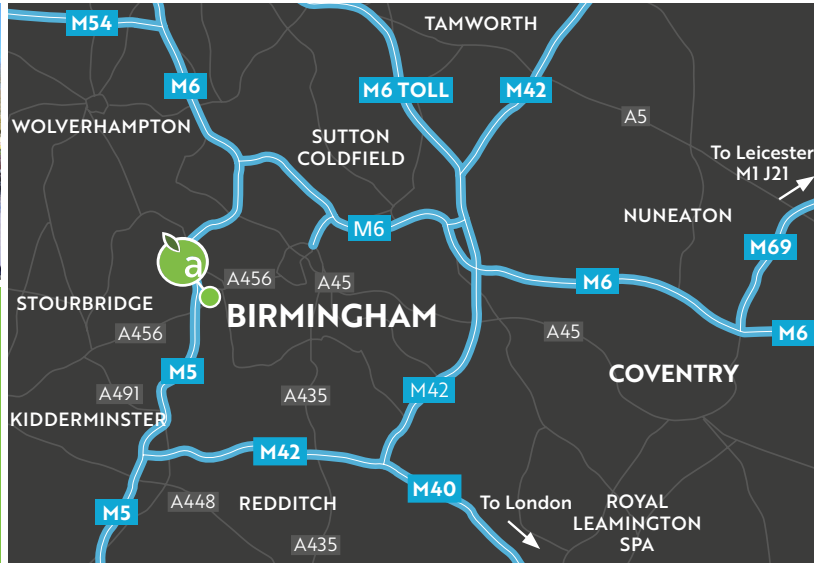 M54
TAMWORTH
M6
M6 TOLL
M42
A5
WOLVERHAMPTON
SUTTON
COLDFIELD
To Leicester
M1 J21
NUNEATON
M6
M69
a
A456
A45
M6
STOURBRIDGE
BIRMINGHAM
A456
A45
M6
M5
COVENTRY
A491
A435
M42
KIDDERMINSTER
M42
M40
M5
A448
REDDITCH
To London
ROYAL
LEAMINGTON
SPA
A435